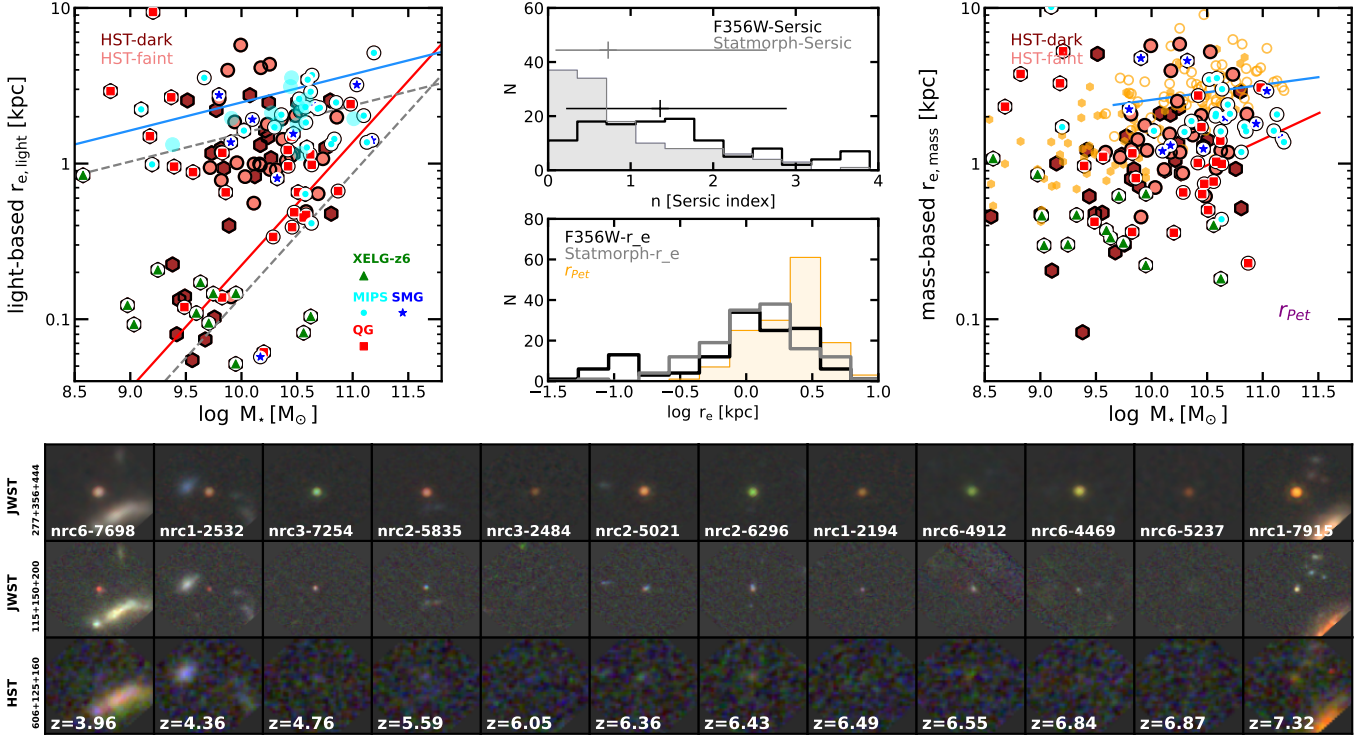 10
1
0.1
light-based r_e,light [kpc]
HST-dark
HST-faint
XELG-z6
MIPS SMG
QG
8.5 9.0 9.5 10.0 10.5 11.0 11.5
log M⋆ [M⊙]
60
40
20
0
N
F356W-Sersic
Statmorph-Sersic
0 1 2 3 4
n [Sersic index]
80
60
40
20
0
N
F356W-r_e
Statmorph-r_e
r_Pet
−1.5 −1.0 −0.5 0.0 0.5 1.0
log r_e [kpc]
10
1
0.1
mass-based r_e,mass [kpc]
HST-dark
HST-faint
r_Pet
8.5 9.0 9.5 10.0 10.5 11.0 11.5
log M⋆ [M⊙]
JWST
277+356+444
nrc6-7698 nrc1-2532 nrc3-7254 nrc2-5835 nrc3-2484 nrc2-5021 nrc2-6296 nrc1-2194 nrc6-4912 nrc6-4469 nrc6-5237 nrc1-7915
JWST
115+150+200
HST
606+125+160
z=3.96 z=4.36 z=4.76 z=5.59 z=6.05 z=6.36 z=6.43 z=6.49 z=6.55 z=6.84 z=6.87 z=7.32